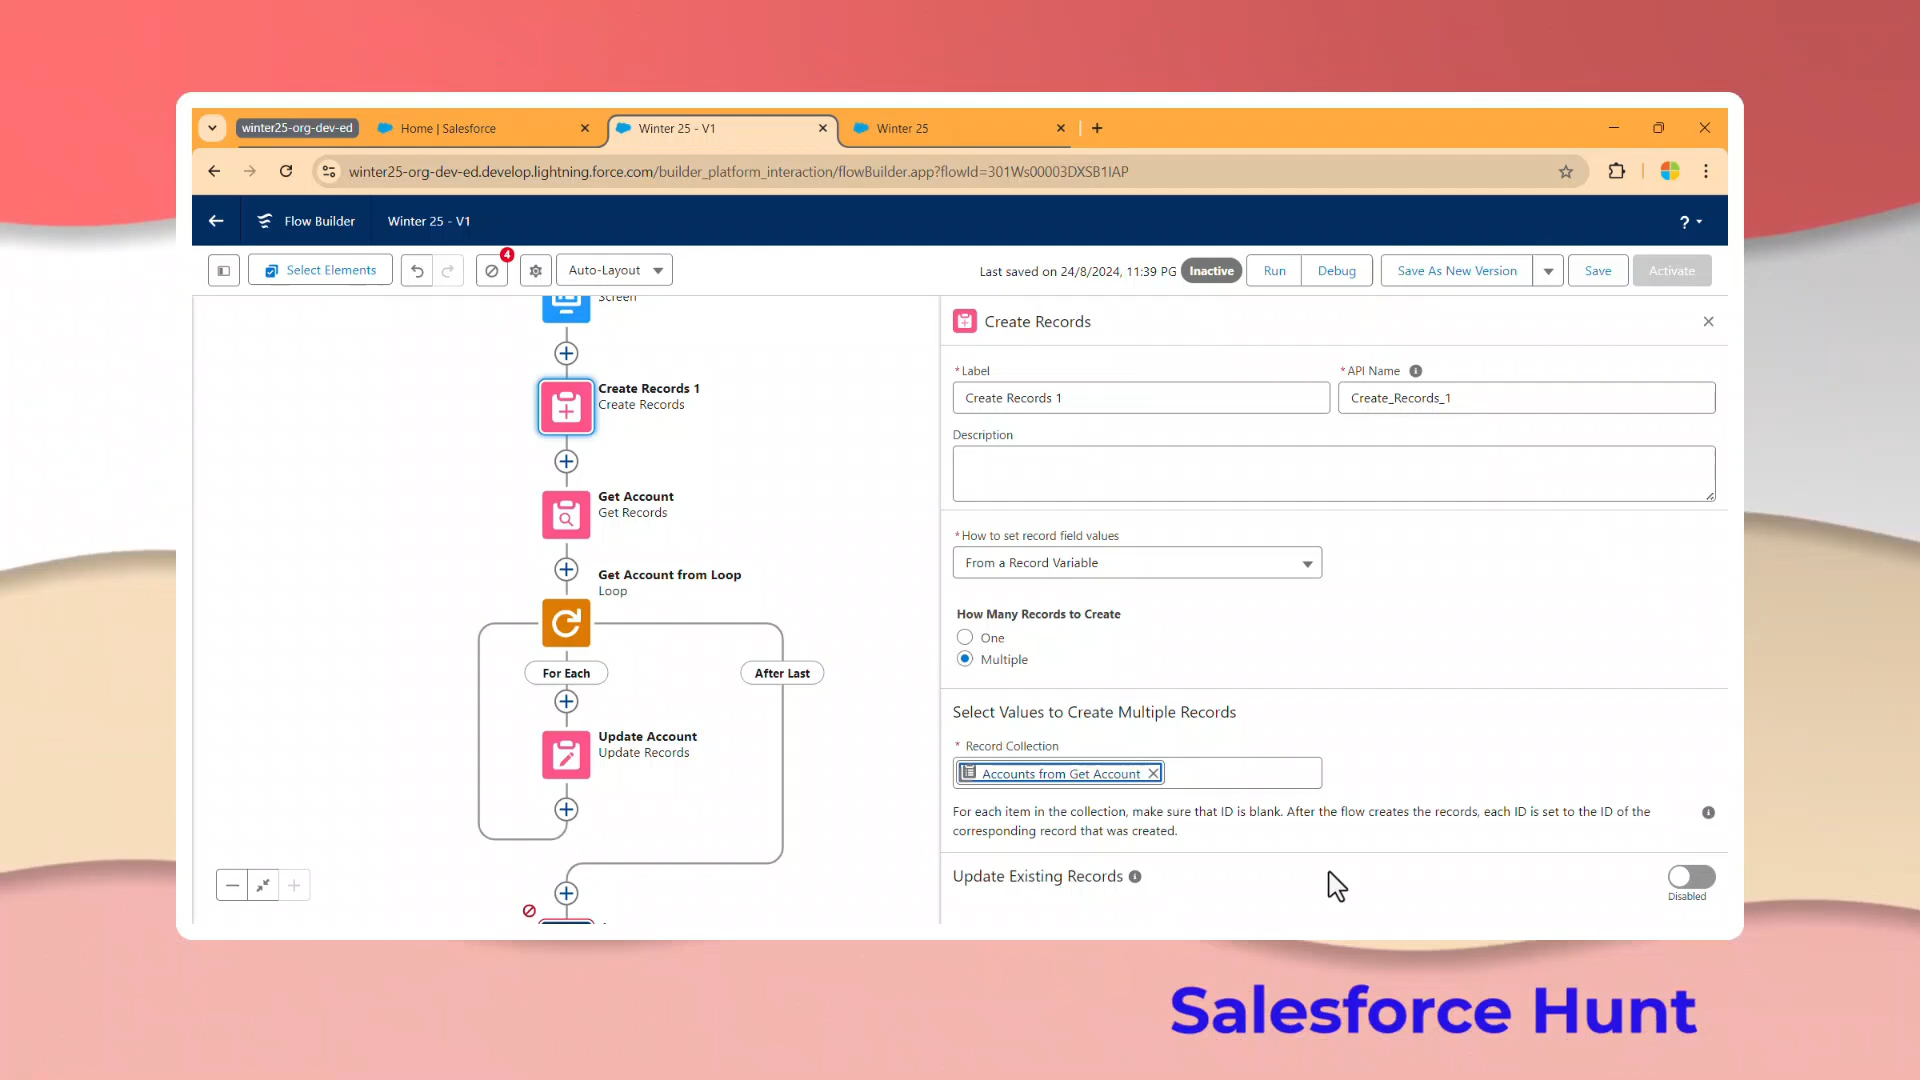 winter25-org-dev-ed
Home | Salesforce
Winter 25 - V1
Winter 25
winter25-org-dev-ed.develop.lightning.force.com/builder_platform_interaction/flowBuilder.app?flowId=301Ws00003DXSB1IAP
Flow Builder
Winter 25 - V1
?
Select Elements
4
Auto-Layout
Last saved on 24/8/2024, 11:39 PG
Inactive
Run
Debug
Save As New Version
Save
Activate
Screen
Create Records 1
Create Records
Get Account
Get Records
Get Account from Loop
Loop
For Each
After Last
Update Account
Update Records
Create Records
* Label
Create Records 1
* API Name
Create_Records_1
Description
* How to set record field values
From a Record Variable
How Many Records to Create
One
Multiple
Select Values to Create Multiple Records
* Record Collection
Accounts from Get Account
For each item in the collection, make sure that ID is blank. After the flow creates the records, each ID is set to the ID of the
corresponding record that was created.
Update Existing Records
Disabled
Salesforce Hunt